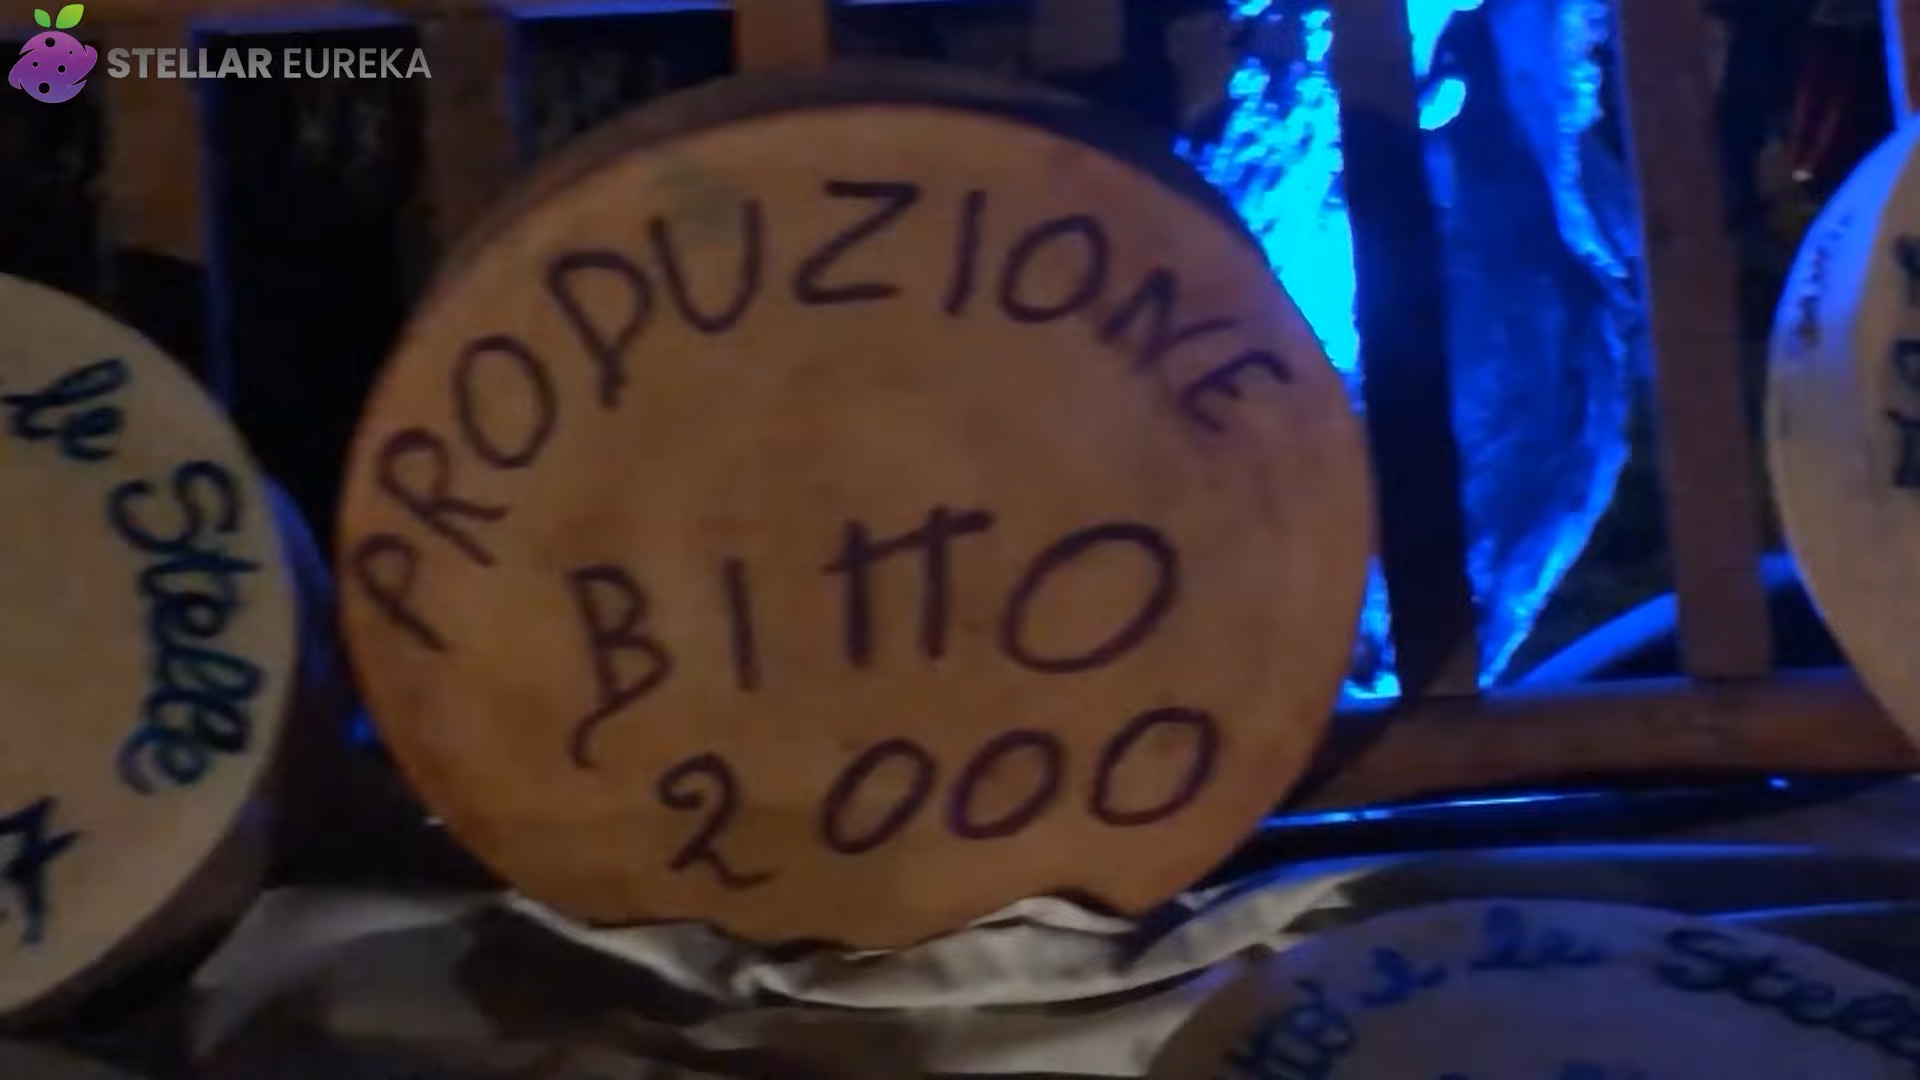 STELLAR EUREKA
PRODUZIONE
BITTO
2000
le Stelle
le Stelle